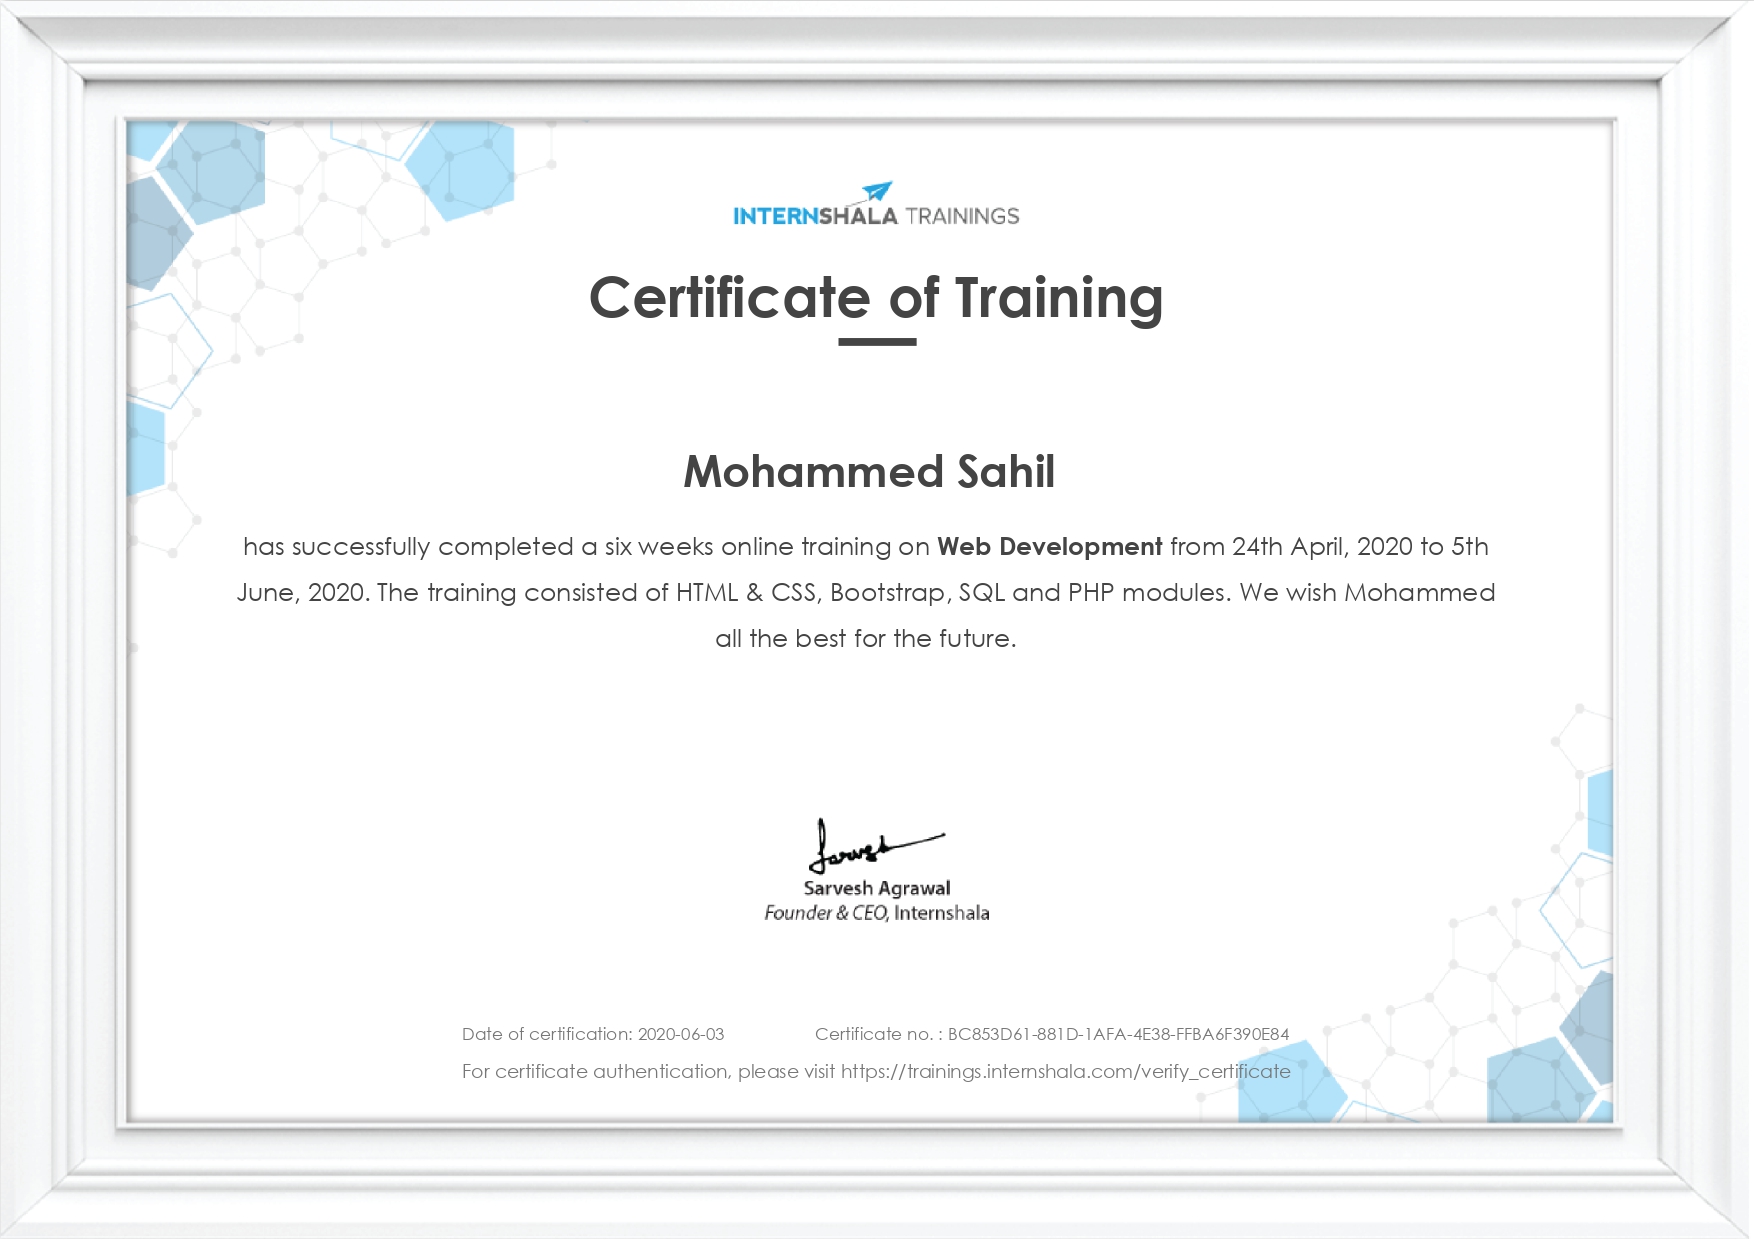 INTERNSHALA TRAININGS
Certificate of Training
Mohammed Sahil
has successfully completed a six weeks online training on Web Development from 24th April, 2020 to 5th
June, 2020. The training consisted of HTML & CSS, Bootstrap, SQL and PHP modules. We wish Mohammed
all the best for the future.
Sarvesh
Sarvesh Agrawal
Founder & CEO, Internshala
Date of certification: 2020-06-03 Certificate no. : BC853D61-881D-1AFA-4E38-FFBA6F390E84
For certificate authentication, please visit https://trainings.internshala.com/verify_certificate